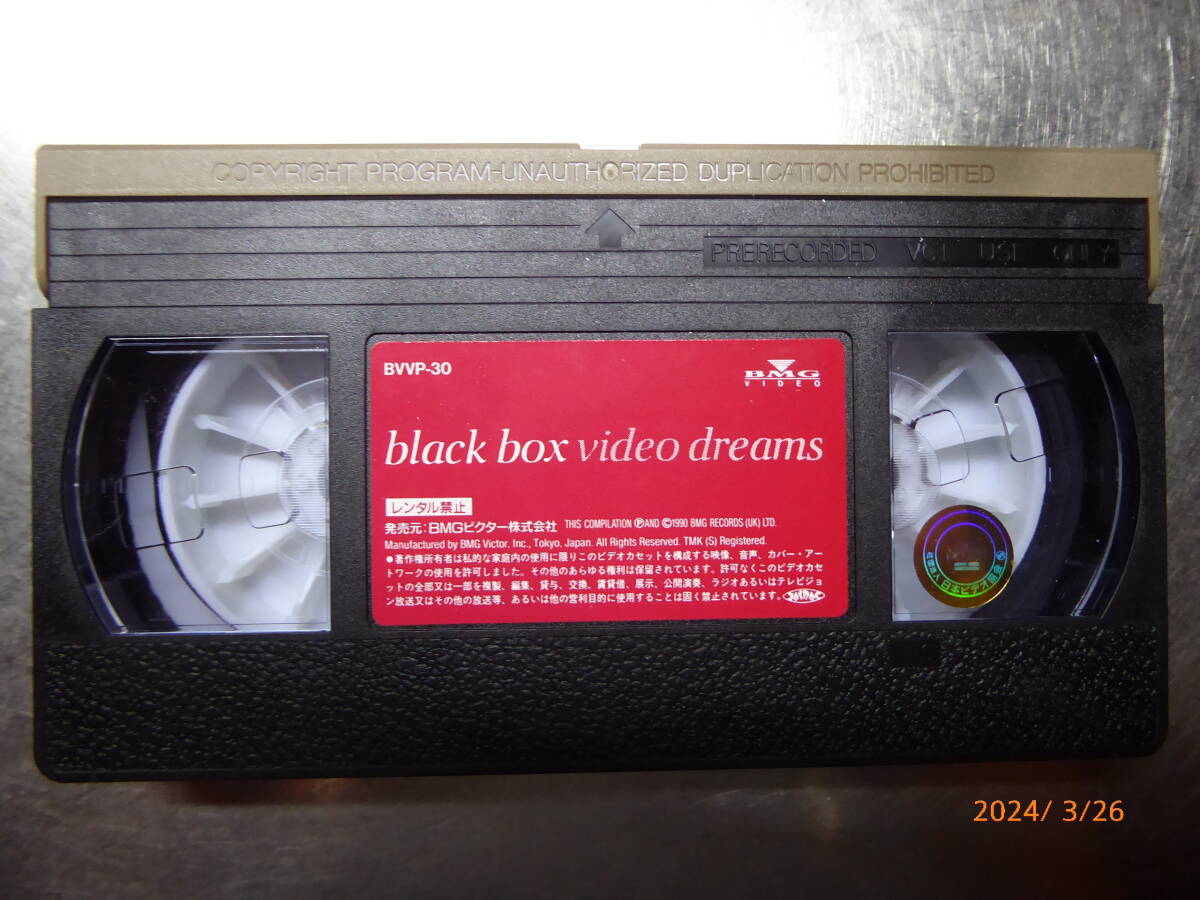 COPYRIGHT PROGRAM-UNAUTHORIZED DUPLICATION PROHIBITED
PRERECORDED VCT USE ONLY
BVVP-30
BMG
VIDEO
black box video dreams
レンタル禁止
発売元:BMGビクター株式会社 THIS COMPILATION ℗AND ©1990 BMG RECORDS (UK) LTD.
Manufactured by BMG Victor, Inc., Tokyo, Japan. All Rights Reserved. TMK (S) Registered.
●著作権所有者は私的な家庭内の使用に限りこのビデオカセットを構成する映像、音声、カバー・アー
トワークの使用を許可しました。その他のあらゆる権利は保留されています。許可なくこのビデオカセ
ットの全部又は一部を複製、編集、貸与、交換、賃貸借、展示、公開演奏、ラジオあるいはテレビジョ
ン放送又はその他の放送等、あるいは他の営利目的に使用することは固く禁止されています。
日本ビデオ協会
2024/ 3/26